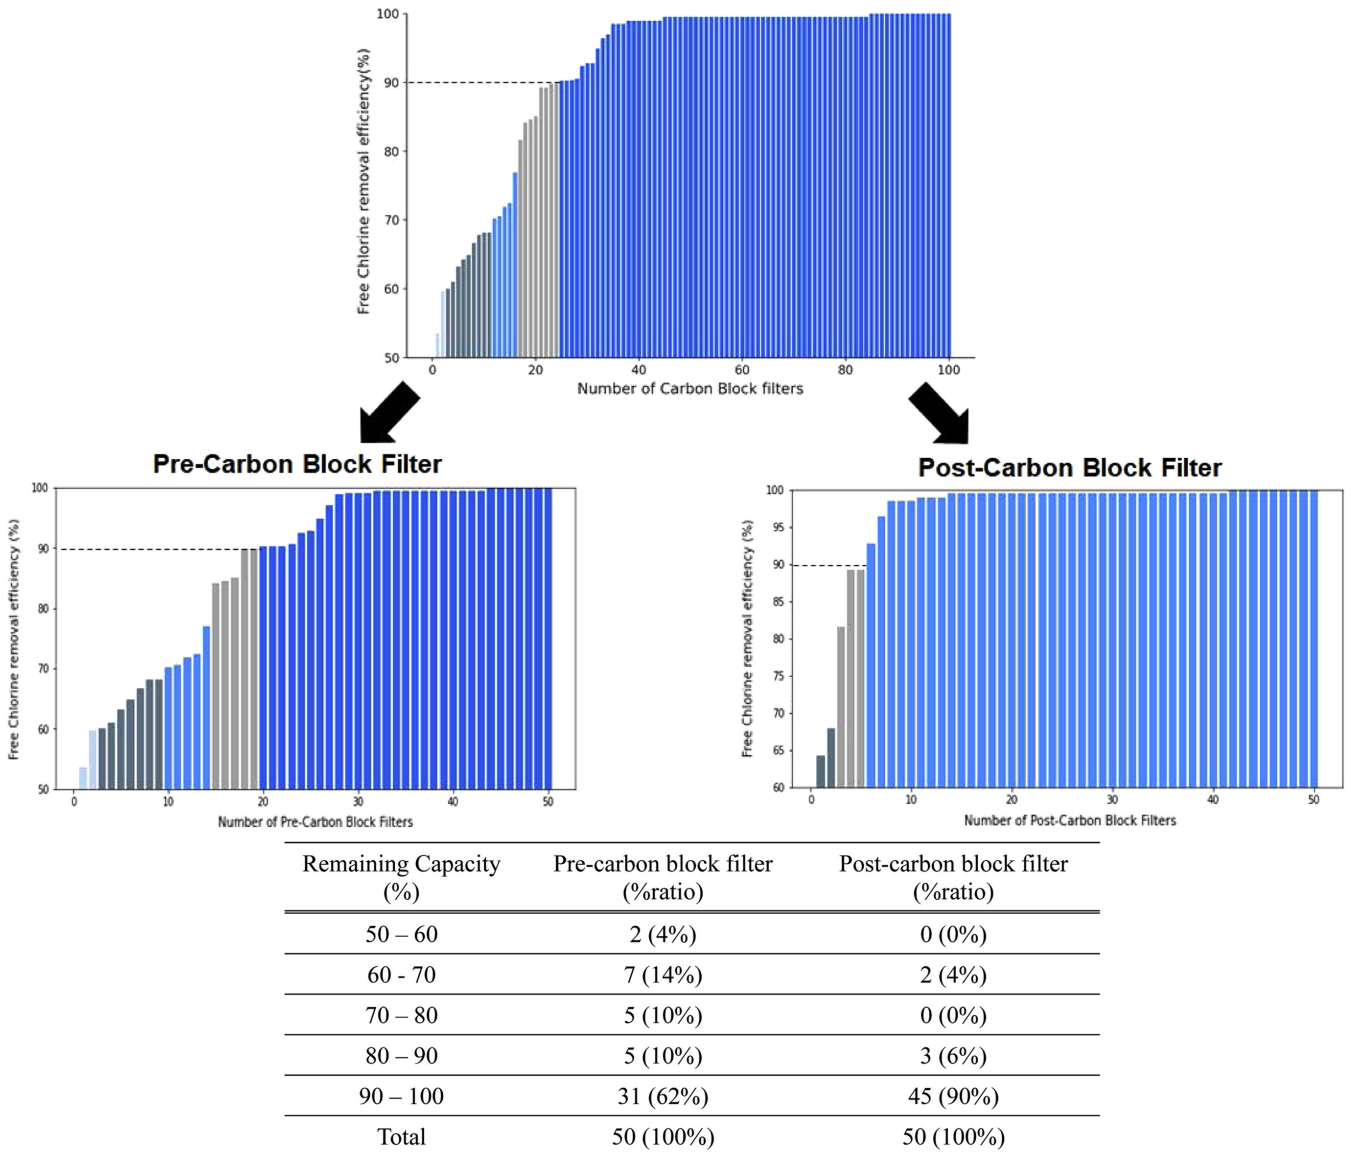 100
90
80
70
60
50
Free Chlorine removal efficiency(%)
0 20 40 60 80 100
Number of Carbon Block filters
Pre-Carbon Block Filter
100
90
80
70
60
50
Free Chlorine removal efficiency (%)
0 10 20 30 40 50
Number of Pre-Carbon Block Filters
Post-Carbon Block Filter
100
95
90
85
80
75
70
65
60
Free Chlorine removal efficiency (%)
0 10 20 30 40 50
Number of Post-Carbon Block Filters
Remaining Capacity Pre-carbon block filter Post-carbon block filter
(%) (%ratio) (%ratio)
50 – 60 2 (4%) 0 (0%)
60 - 70 7 (14%) 2 (4%)
70 – 80 5 (10%) 0 (0%)
80 – 90 5 (10%) 3 (6%)
90 – 100 31 (62%) 45 (90%)
Total 50 (100%) 50 (100%)